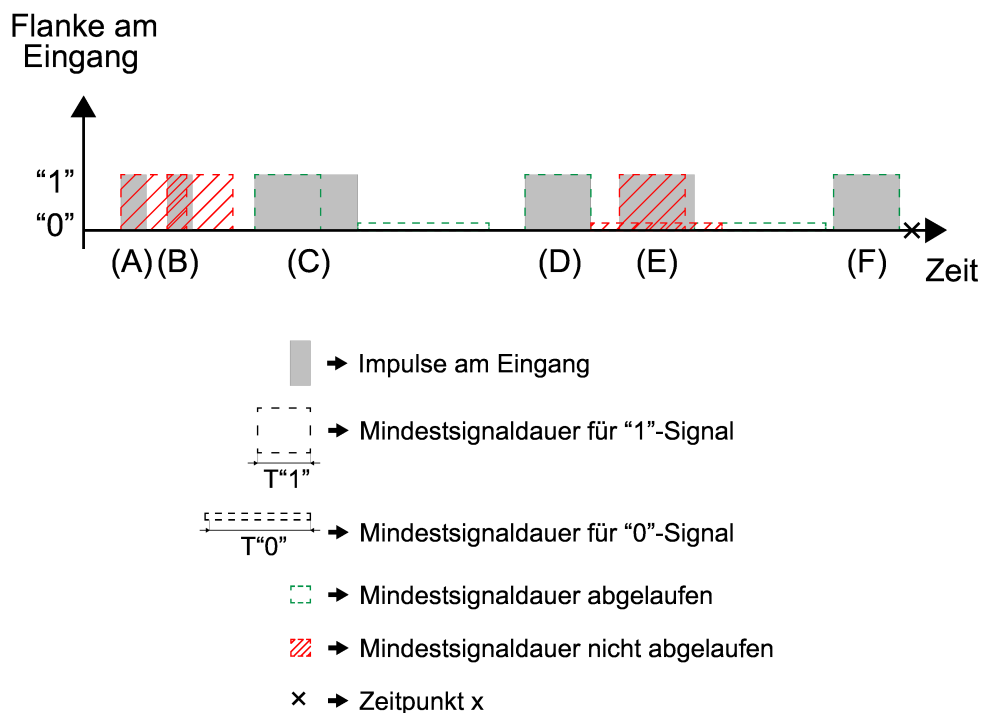 Flanke am
Eingang
“1”
“0”
(A) (B) (C) (D) (E) (F)
Zeit
Impulse am Eingang
Mindestsignaldauer für “1”-Signal
T“1”
Mindestsignaldauer für “0”-Signal
T“0”
Mindestsignaldauer abgelaufen
Mindestsignaldauer nicht abgelaufen
Zeitpunkt x